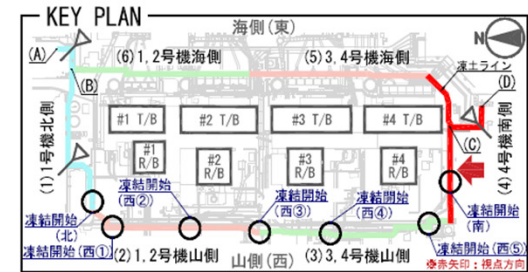 KEY PLAN
海側(東)
N
(A)
(6)1,2号機海側
(5)3,4号機海側
凍土ライン
(B)
(D)
#1 T/B
#2 T/B
#3 T/B
#4 T/B
(C)
(1)1号機北側
#1
R/B
#2
R/B
#3
R/B
#4
R/B
(4)4号機南側
凍結開始
(西②)
凍結開始
(西③)
凍結開始
(西④)
凍結開始
(北)
凍結開始
(南)
凍結開始(西①)
(2)1,2号機山側
(3)3,4号機山側
凍結開始(西⑤)
山側(西)
※赤矢印:視点方向